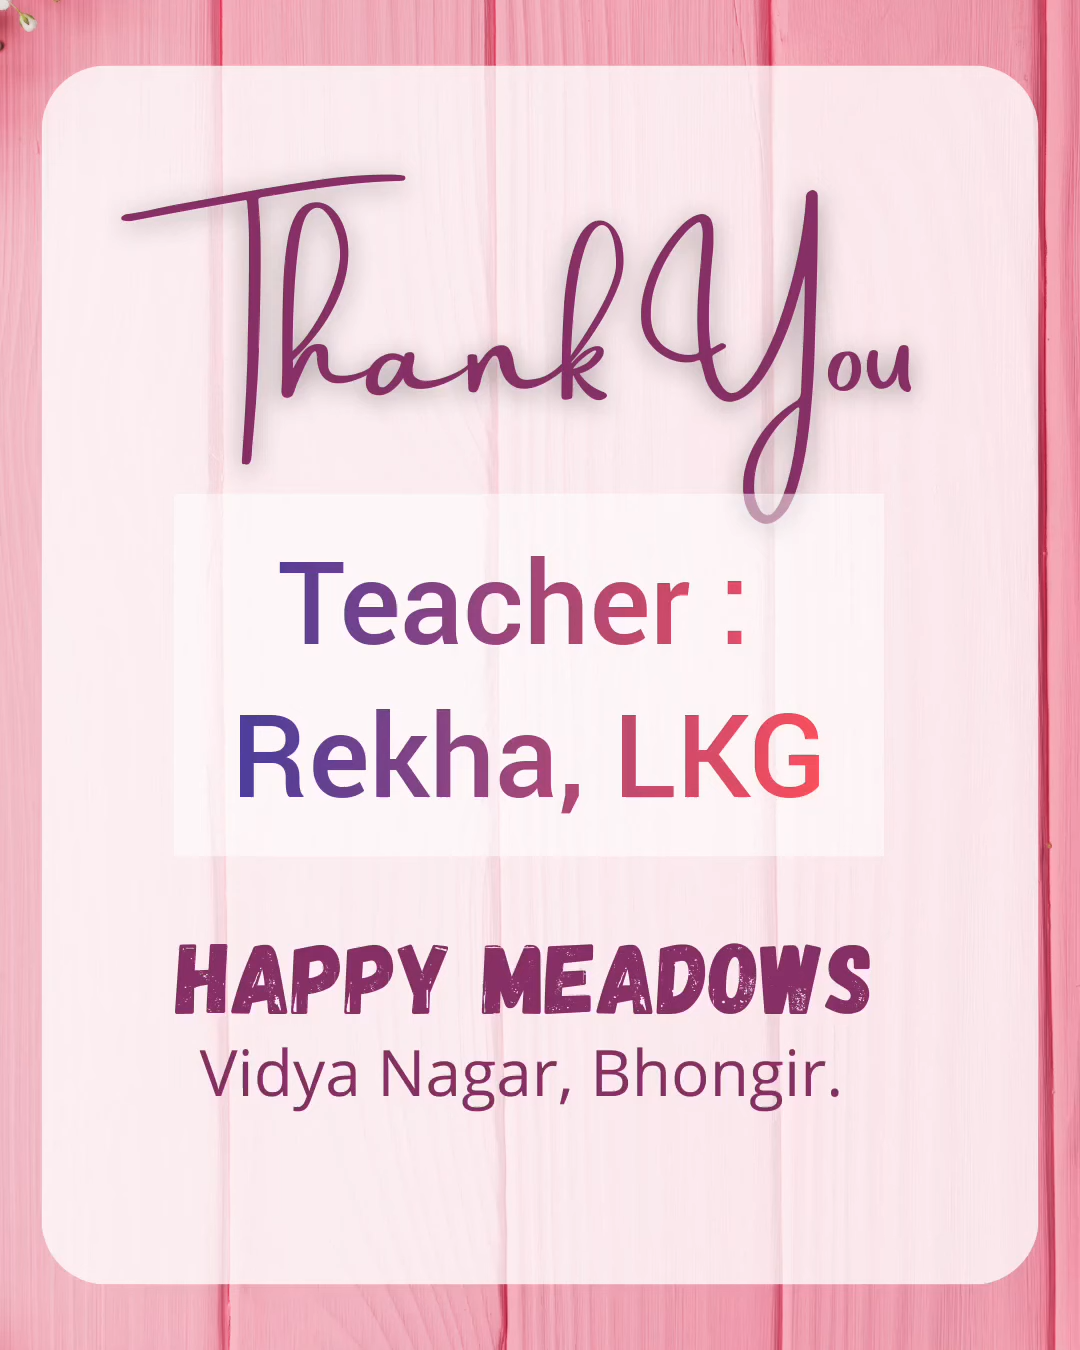 Thank You
Teacher :
Rekha, LKG
HAPPY MEADOWS
Vidya Nagar, Bhongir.